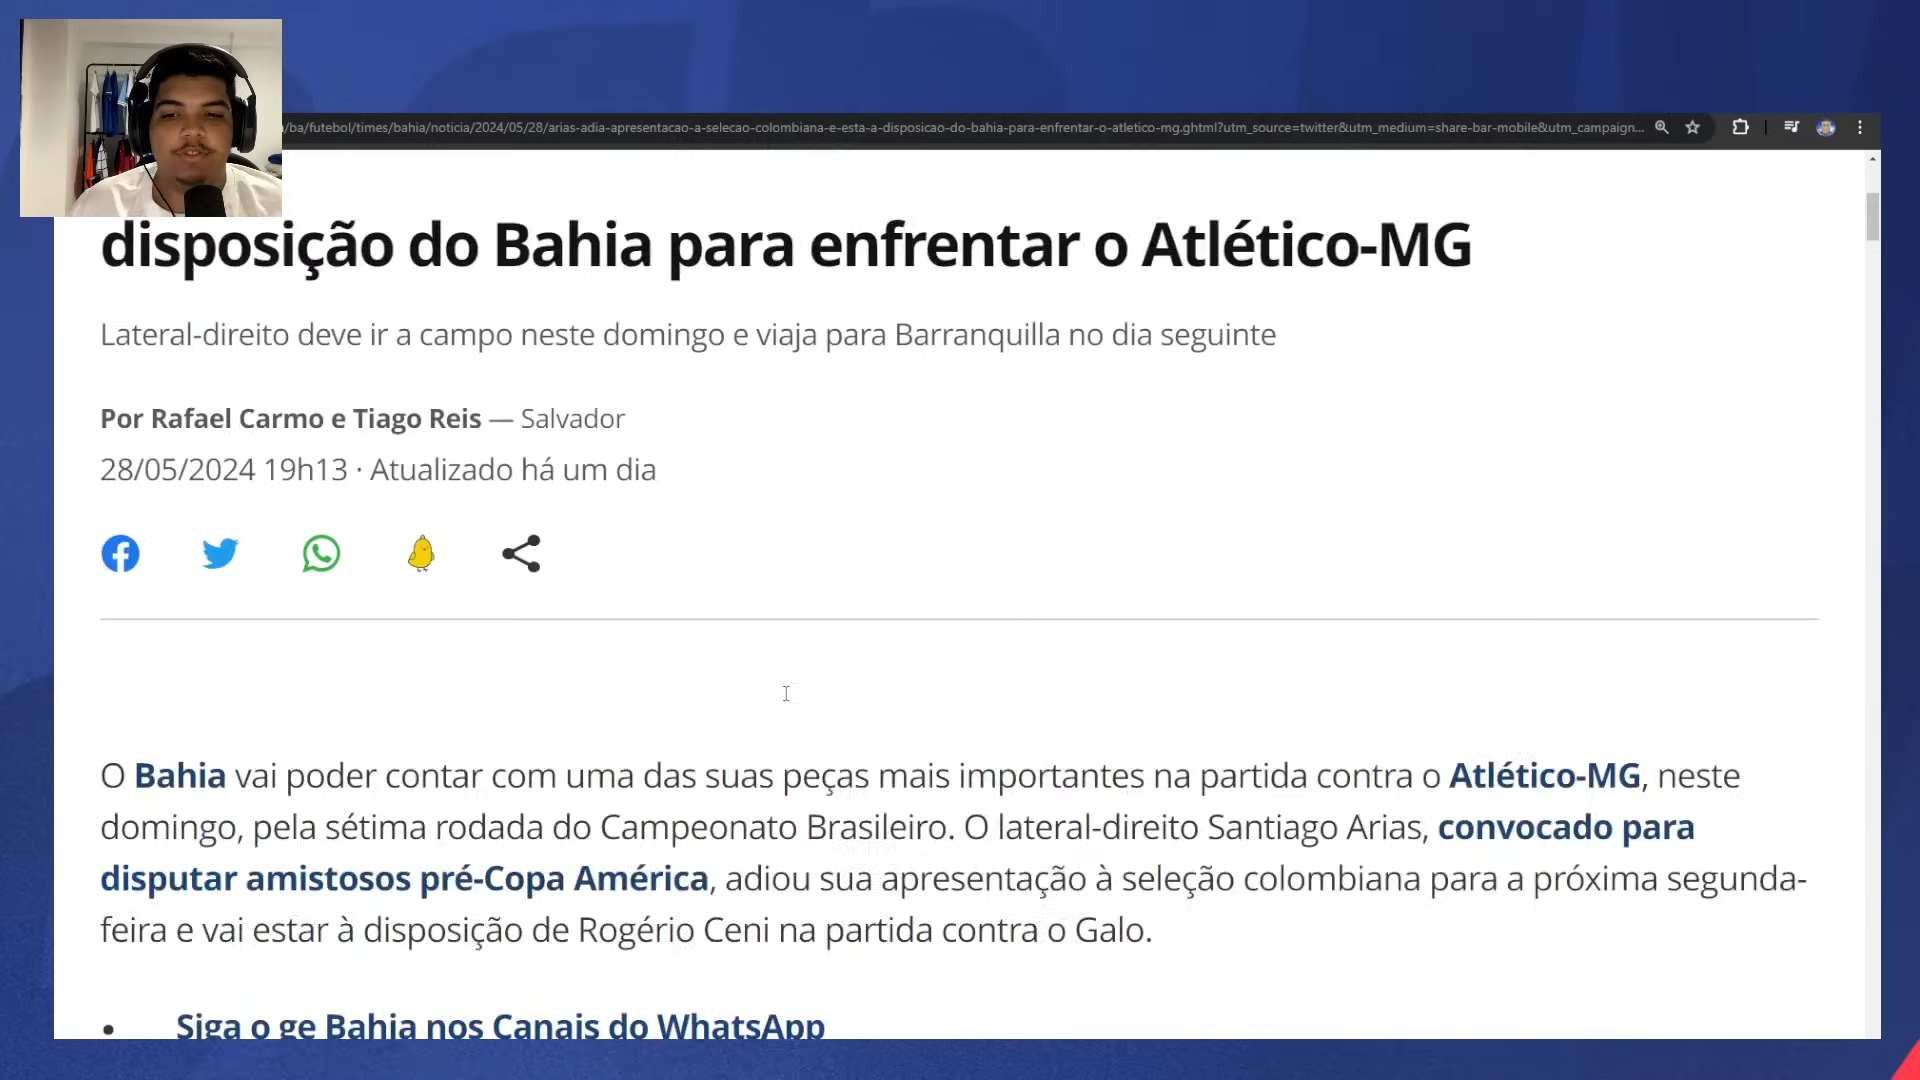 /ba/futebol/times/bahia/noticia/2024/05/28/arias-adia-apresentacao-a-selecao-colombiana-e-esta-a-disposicao-do-bahia-para-enfrentar-o-atletico-mg.ghtml?utm_source=twitter&utm_medium=share-bar-mobile&utm_campaign...
disposição do Bahia para enfrentar o Atlético-MG
Lateral-direito deve ir a campo neste domingo e viaja para Barranquilla no dia seguinte
Por Rafael Carmo e Tiago Reis — Salvador
28/05/2024 19h13 · Atualizado há um dia
O Bahia vai poder contar com uma das suas peças mais importantes na partida contra o Atlético-MG, neste
domingo, pela sétima rodada do Campeonato Brasileiro. O lateral-direito Santiago Arias, convocado para
disputar amistosos pré-Copa América, adiou sua apresentação à seleção colombiana para a próxima segunda-
feira e vai estar à disposição de Rogério Ceni na partida contra o Galo.
• Siga o ge Bahia nos Canais do WhatsApp